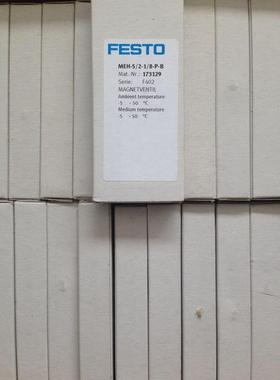 FESTO
MEH-5/2-1/8-P-B
Mat. Nr.: 173129
Serie: F402
MAGNETVENTIL
Ambient temperature
-5 - 50 °C
Medium temperature
-5 - 50 °C